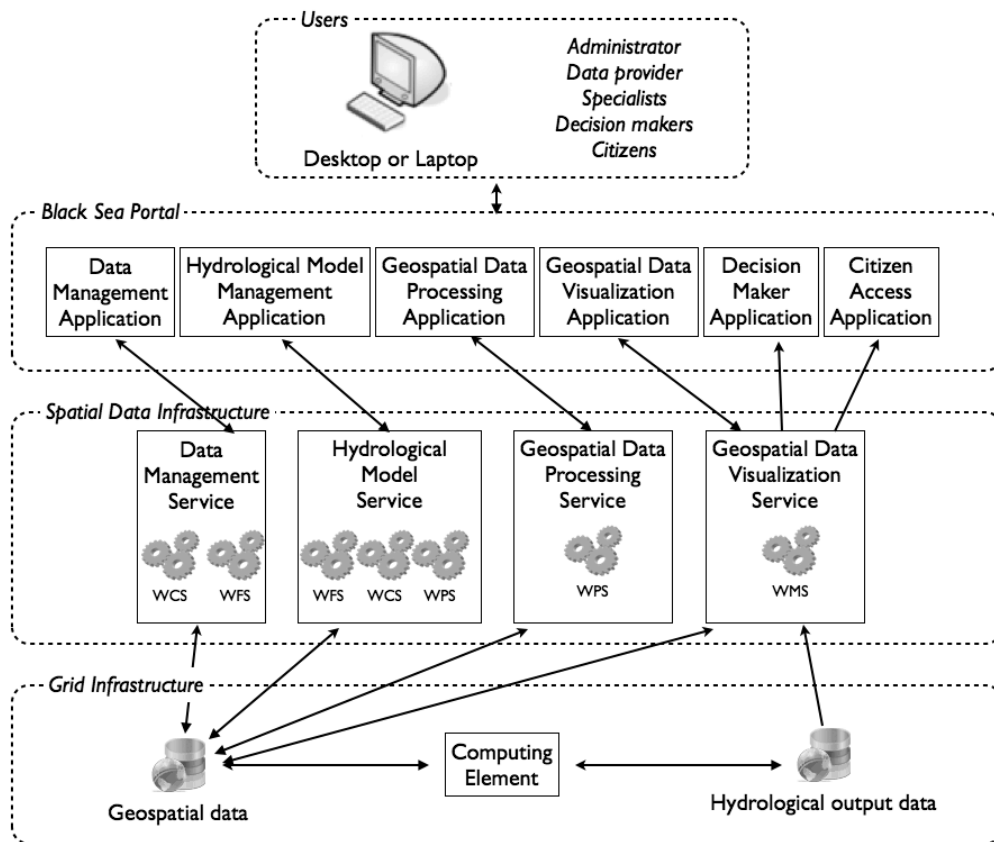 Users
Administrator
Data provider
Specialists
Decision makers
Citizens
Desktop or Laptop
Black Sea Portal
Data
Management
Application
Hydrological Model
Management
Application
Geospatial Data
Processing
Application
Geospatial Data
Visualization
Application
Decision
Maker
Application
Citizen
Access
Application
Spatial Data Infrastructure
Data
Management
Service
WCS
WFS
Hydrological
Model
Service
WFS
WCS
WPS
Geospatial Data
Processing
Service
WPS
Geospatial Data
Visualization
Service
WMS
Grid Infrastructure
Geospatial data
Computing
Element
Hydrological output data